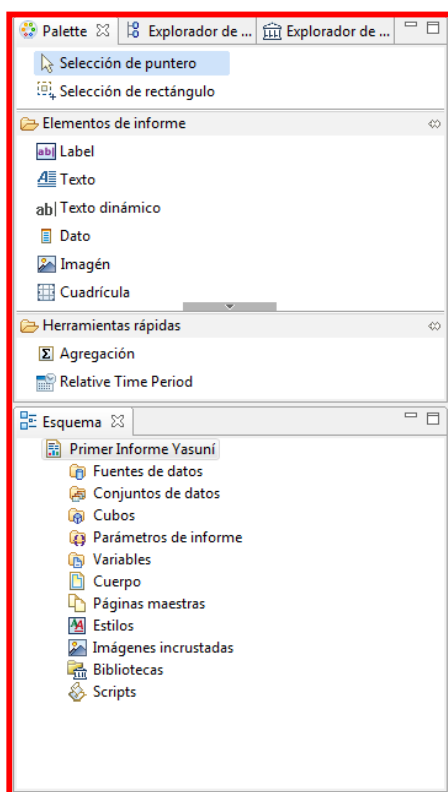 Palette Explorador de ... Explorador de ...
Selección de puntero
Selección de rectángulo
Elementos de informe
ab Label
A Texto
ab Texto dinámico
Dato
Imagén
Cuadrícula
Herramientas rápidas
Σ Agregación
Relative Time Period
Esquema
Primer Informe Yasuní
Fuentes de datos
Conjuntos de datos
Cubos
Parámetros de informe
Variables
Cuerpo
Páginas maestras
Estilos
Imágenes incrustadas
Bibliotecas
Scripts